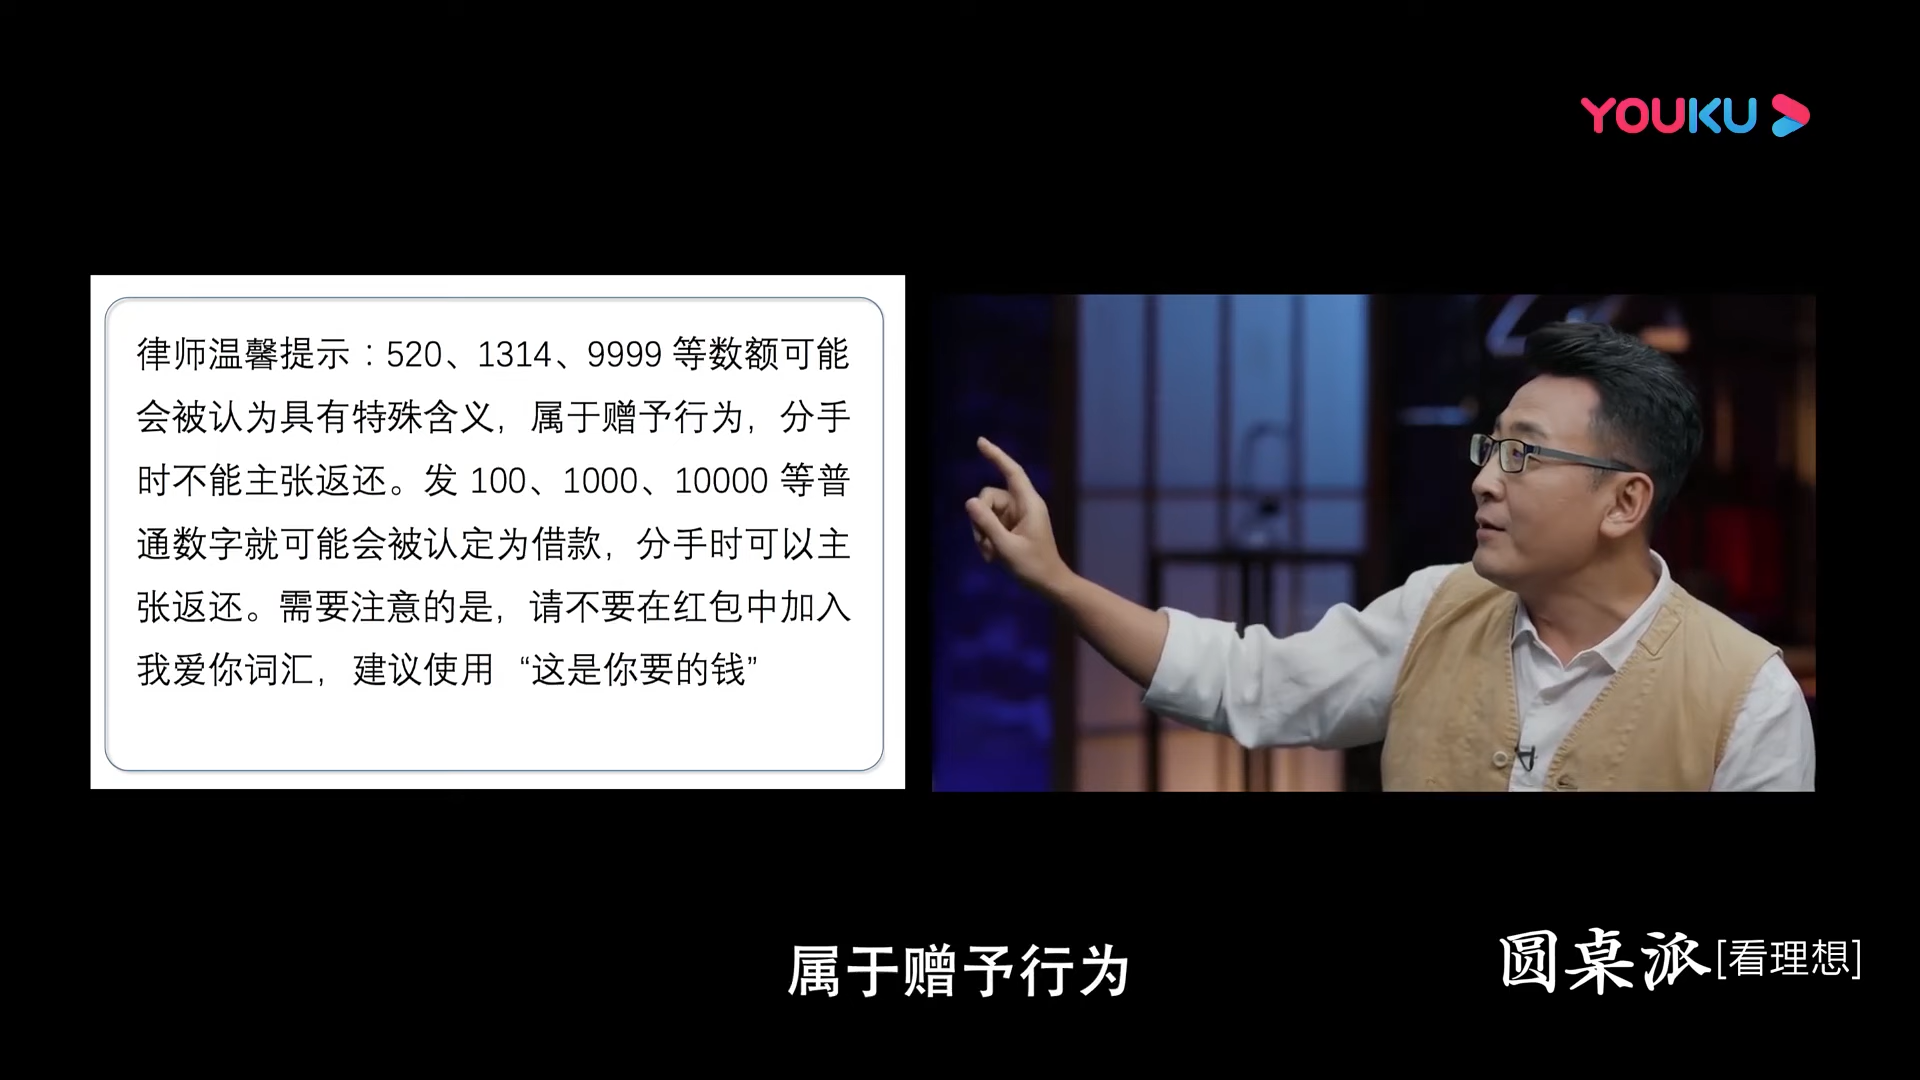 YOUKU
律师温馨提示：520、1314、9999 等数额可能
会被认为具有特殊含义，属于赠予行为，分手
时不能主张返还。发 100、1000、10000 等普
通数字就可能会被认定为借款，分手时可以主
张返还。需要注意的是，请不要在红包中加入
我爱你词汇，建议使用 “这是你要的钱”
属于赠予行为
圆桌派[看理想]